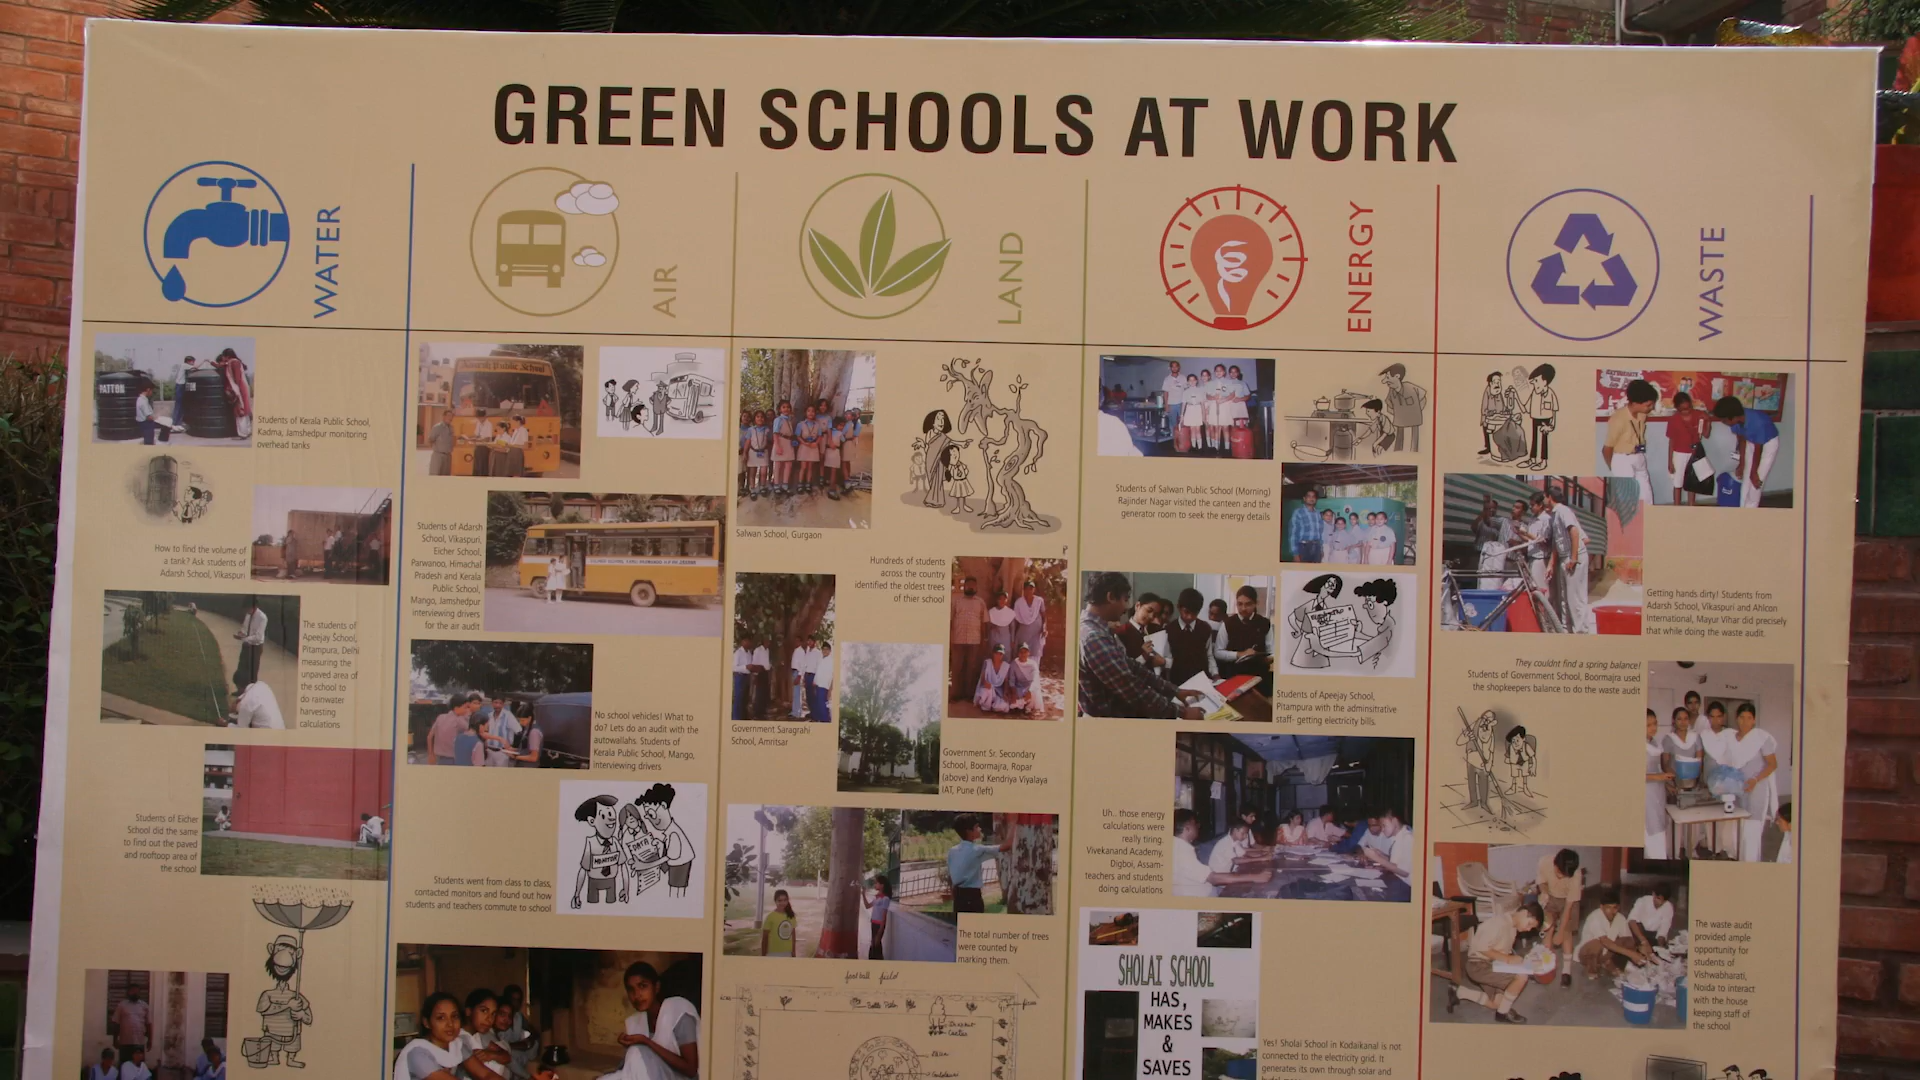 GREEN SCHOOLS AT WORK
WATER
AIR
LAND
ENERGY
WASTE
PATTON
Students of Kerala Public School,
Kadma, Jamshedpur monitoring
overhead tanks
How to find the volume of
a tank? Ask students of
Adarsh School, Vikaspuri
The students of
Apeejay School,
Pitampura, Delhi
measuring the
unpaved area of
the school to
do rainwater
harvesting
calculations
Students of Eicher
School did the same
to find out the paved
and rooftoop area of
the school
Adarsh Public School
Students of Adarsh
School, Vikaspuri,
Eicher School,
Parwanoo, Himachal
Pradesh and Kerala
Public School,
Mango, Jamshedpur
interviewing drivers
for the air audit
No school vehicles! What to
do? Lets do an audit with the
autowallahs. Students of
Kerala Public School, Mango,
interviewing drivers
MONITOR
DATA
Students went from class to class,
contacted monitors and found out how
students and teachers commute to school
Salwan School, Gurgaon
Hundreds of students
across the country
identified the oldest trees
of thier school
Government Saragrahi
School, Amritsar
Government Sr. Secondary
School, Boormajra, Ropar
(above) and Kendriya Viyalaya
IAT, Pune (left)
The total number of trees
were counted by
marking them.
foot ball field
Students of Salwan Public School (Morning)
Rajinder Nagar visited the canteen and the
generator room to seek the energy details
Students of Apeejay School,
Pitampura with the adminsitrative
staff- getting electricity bills.
Uh.. those energy
calculations were
really tiring.
Vivekanand Academy,
Digboi, Assam-
teachers and students
doing calculations
SHOLAI SCHOOL
HAS,
MAKES
&
SAVES
Yes! Sholai School in Kodaikanal is not
connected to the electricity grid. It
generates its own through solar and
Getting hands dirty! Students from
Adarsh School, Vikaspuri and Ahlcon
International, Mayur Vihar did precisely
that while doing the waste audit.
They couldnt find a spring balance!
Students of Government School, Boormajra used
the shopkeepers balance to do the waste audit
The waste audit
provided ample
opportunity for
students of
Vishwabharati,
Noida to interact
with the house
keeping staff of
the school